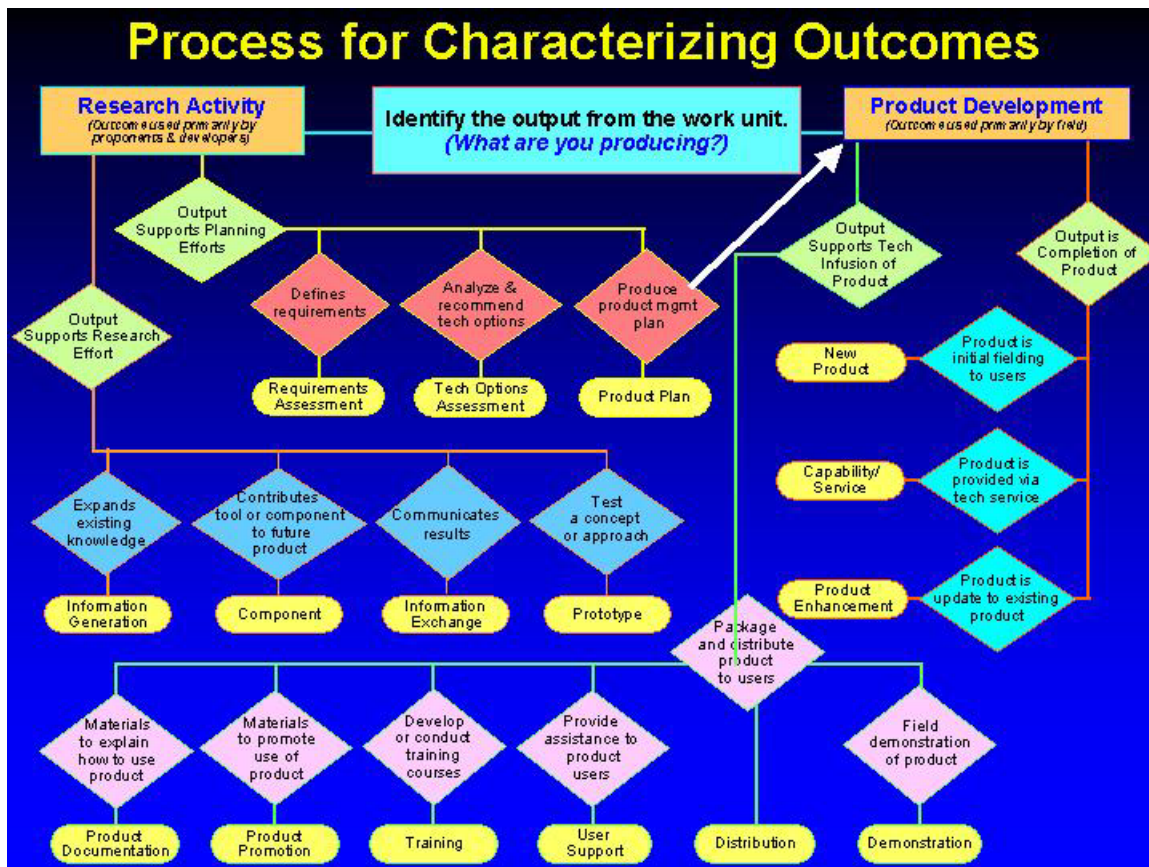 Process for Characterizing Outcomes
Research Activity
(Outcome used primarily by
proponents & developers)
Identify the output from the work unit.
(What are you producing?)
Product Development
(Outcome used primarily by field)
Output
Supports Planning
Efforts
Output
Supports Tech
Infusion of
Product
Output is
Completion of
Product
Defines
requirements
Analyze &
recommend
tech options
Produce
product mgmt
plan
Output
Supports Research
Effort
Requirements
Assessment
Tech Options
Assessment
Product Plan
New
Product
Product is
initial fielding
to users
Capability/
Service
Product is
provided via
tech service
Product
Enhancement
Product is
update to existing
product
Expands
existing
knowledge
Contributes
tool or component
to future
product
Communicates
results
Test
a concept
or approach
Information
Generation
Component
Information
Exchange
Prototype
Package
and distribute
product
to users
Materials
to explain
how to use
product
Materials
to promote
use of
product
Develop
or conduct
training
courses
Provide
assistance to
product
users
Field
demonstration
of product
Product
Documentation
Product
Promotion
Training
User
Support
Distribution
Demonstration